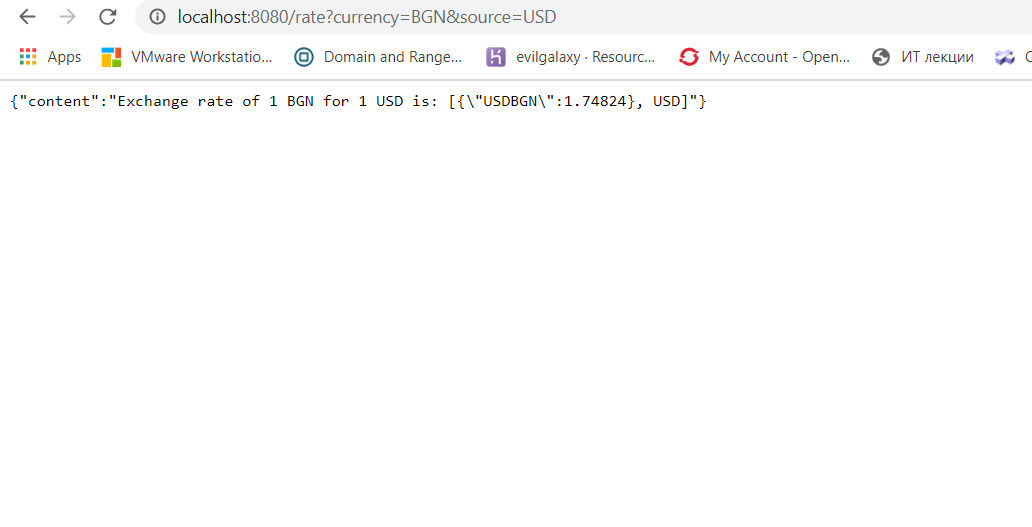 localhost:8080/rate?currency=BGN&source=USD
Apps VMware Workstatio... Domain and Range... evilgalaxy · Resourc... My Account - Open... ИТ лекции
{"content":"Exchange rate of 1 BGN for 1 USD is: [{\"USDBGN\":1.74824}, USD]"}